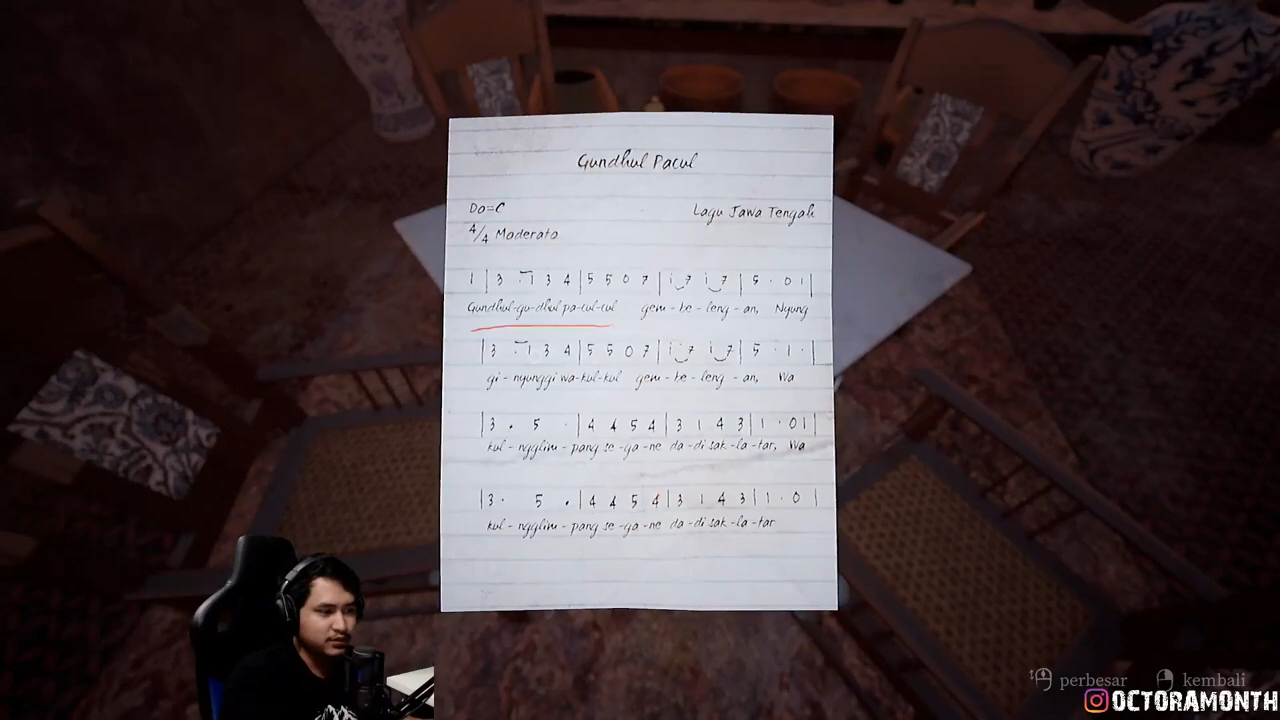 Gundhul Pacul
Do=C
Lagu Jawa Tengah
4/4 Moderato
1 | 3 . 1 3 4 | 5 5 0 7 | i 7 i 7 | 5 . 0 1 |
Gundhul-gu-dhul pa-cul-cul gem-be-leng-an, Nyung
| 3 . 1 3 4 | 5 5 0 7 | i 7 i 7 | 5 . 1 . |
gi-nyunggi wa-kul-kul gem-be-leng-an, Wa
| 3 . 5 . | 4 4 5 4 | 3 1 4 3 | 1 . 0 1 |
kul-ngglim-pang se-ga-ne da-di sak-la-tar, Wa
| 3 . 5 . | 4 4 5 4 | 3 1 4 3 | 1 . 0 |
kul-ngglim-pang se-ga-ne da-di sak-la-tar
perbesar kembali
OCTORAMONTH